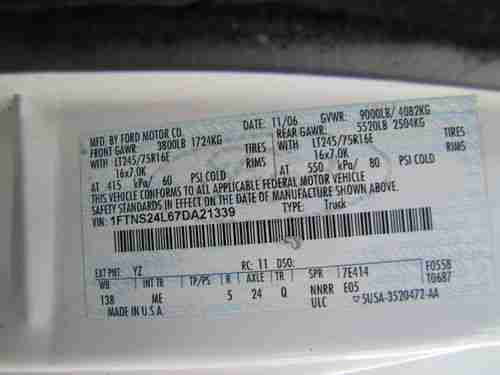 MFD. BY FORD MOTOR CO.
DATE: 11/06 GVWR: 9000LB/ 4082KG
FRONT GAWR: 3800LB 1724KG
REAR GAWR: 5520LB 2504KG
WITH LT245/75R16E TIRES
WITH LT245/75R16E TIRES
16x7.0K RIMS
16x7.0K RIMS
AT 415 kPa/ 60 PSI COLD
AT 550 kPa/ 80 PSI COLD
THIS VEHICLE CONFORMS TO ALL APPLICABLE FEDERAL MOTOR VEHICLE
SAFETY STANDARDS IN EFFECT ON THE DATE OF MANUFACTURE SHOWN ABOVE.
VIN: 1FTNS24L67DA21339
TYPE: Truck
EXT PNT: YZ RC: 11 DSO:
WB INT TR TP/PS R AXLE TR SPR 7E414 F0558
138 ME 5 24 Q NNRR E05 T0687
MADE IN U.S.A. ULC 5U5A-3520472-AA